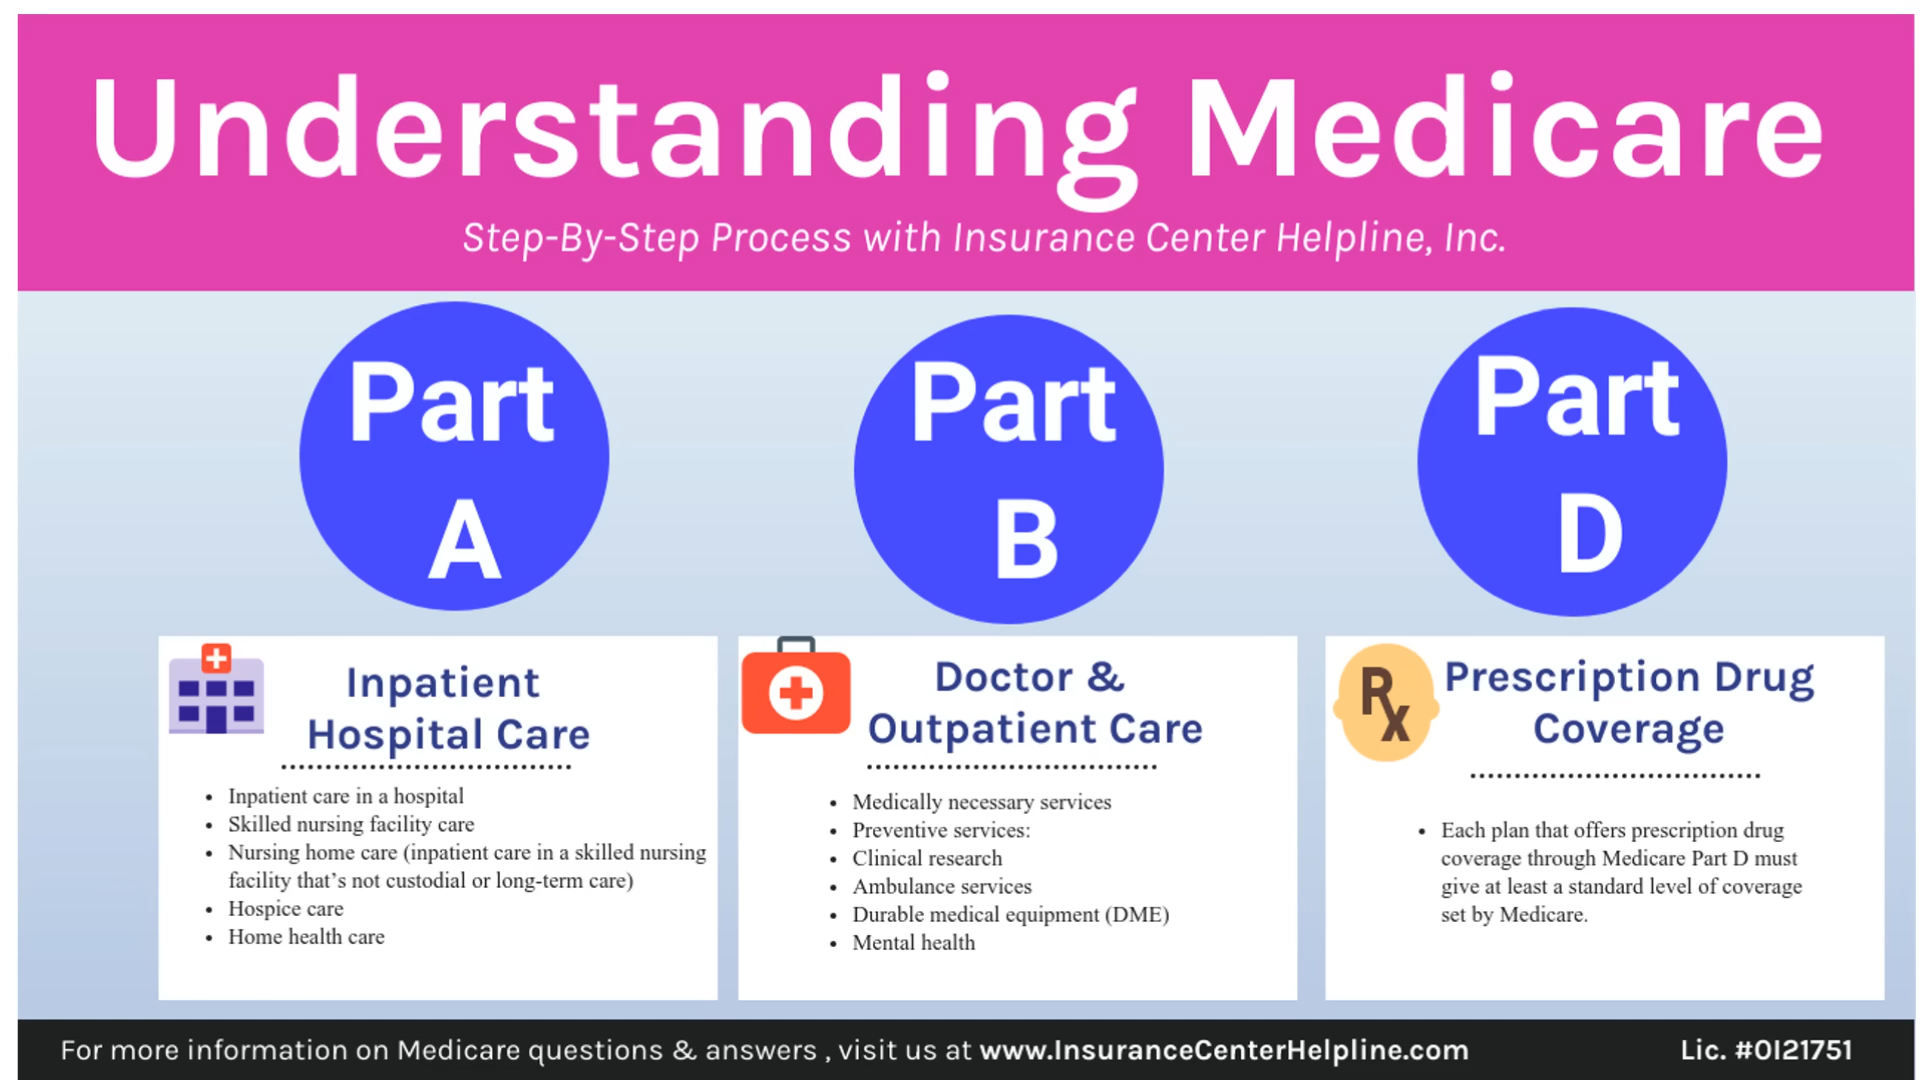 Understanding Medicare
Step-By-Step Process with Insurance Center Helpline, Inc.
Part
A
Part
B
Part
D
Inpatient
Hospital Care
• Inpatient care in a hospital
• Skilled nursing facility care
• Nursing home care (inpatient care in a skilled nursing
facility that’s not custodial or long-term care)
• Hospice care
• Home health care
Doctor &
Outpatient Care
• Medically necessary services
• Preventive services:
• Clinical research
• Ambulance services
• Durable medical equipment (DME)
• Mental health
Rx
Prescription Drug
Coverage
• Each plan that offers prescription drug
coverage through Medicare Part D must
give at least a standard level of coverage
set by Medicare.
For more information on Medicare questions & answers , visit us at www.InsuranceCenterHelpline.com
Lic. #0I21751